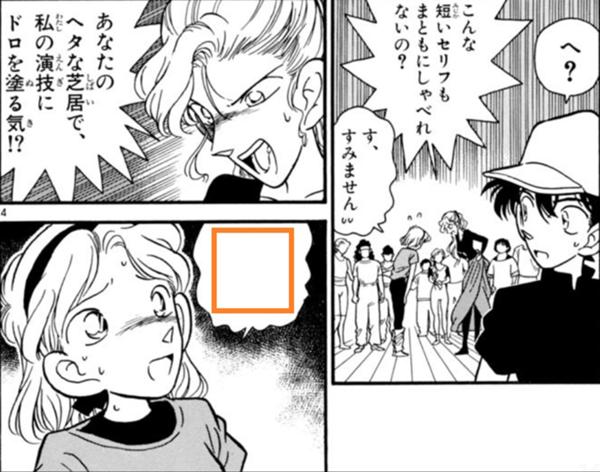 へ？
こんな
短いセリフも
まともにしゃべれ
ないの？
す、
すみません
あなたの
ヘタな芝居で、
私の演技に
ドロを塗る気!?
4